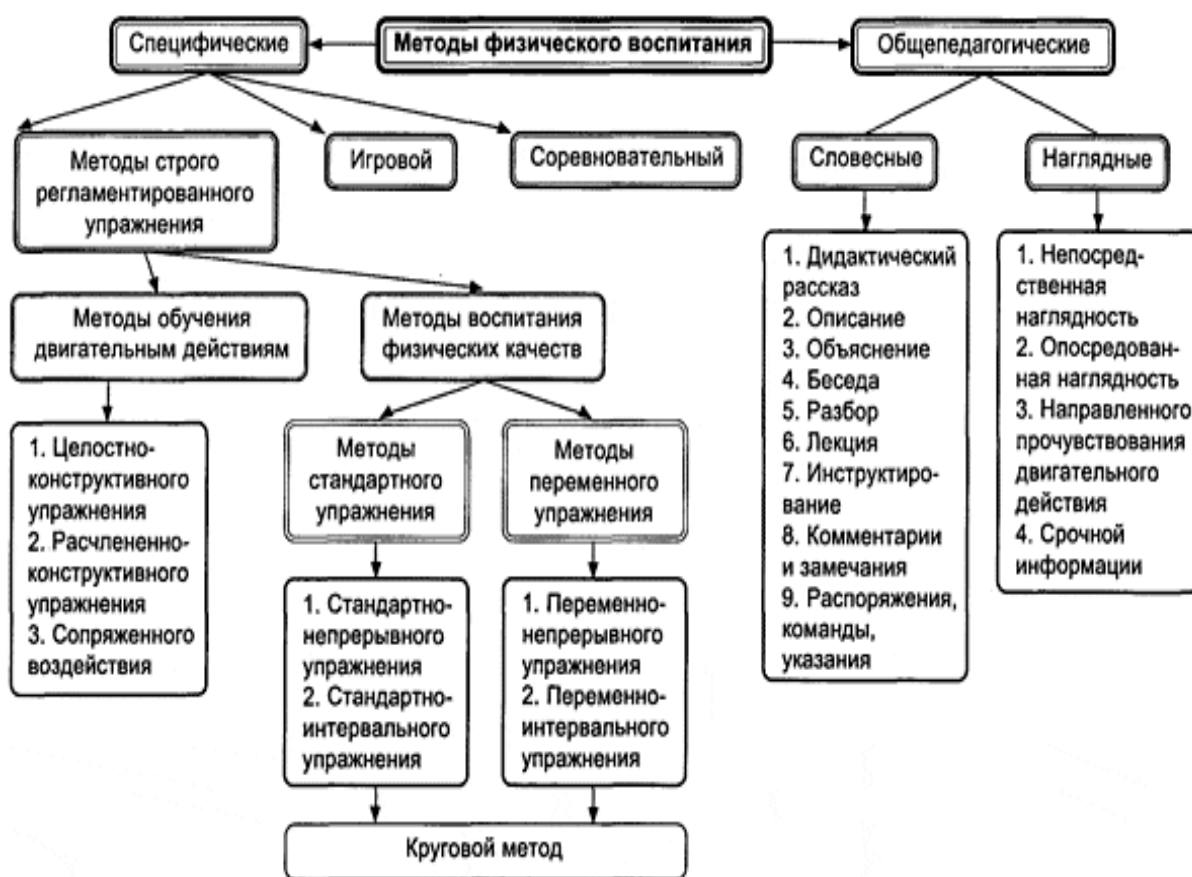 Специфические
Методы физического воспитания
Общепедагогические
Методы строго
регламентированного
упражнения
Игровой
Соревновательный
Словесные
Наглядные
Методы обучения
двигательным действиям
Методы воспитания
физических качеств
1. Целостно-
конструктивного
упражнения
2. Расчлененно-
конструктивного
упражнения
3. Сопряженного
воздействия
Методы
стандартного
упражнения
Методы
переменного
упражнения
1. Стандартно-
непрерывного
упражнения
2. Стандартно-
интервального
упражнения
1. Переменно-
непрерывного
упражнения
2. Переменно-
интервального
упражнения
Круговой метод
1. Дидактический
рассказ
2. Описание
3. Объяснение
4. Беседа
5. Разбор
6. Лекция
7. Инструктиро-
вание
8. Комментарии
и замечания
9. Распоряжения,
команды,
указания
1. Непосред-
ственная
наглядность
2. Опосредован-
ная наглядность
3. Направленного
прочувствования
двигательного
действия
4. Срочной
информации